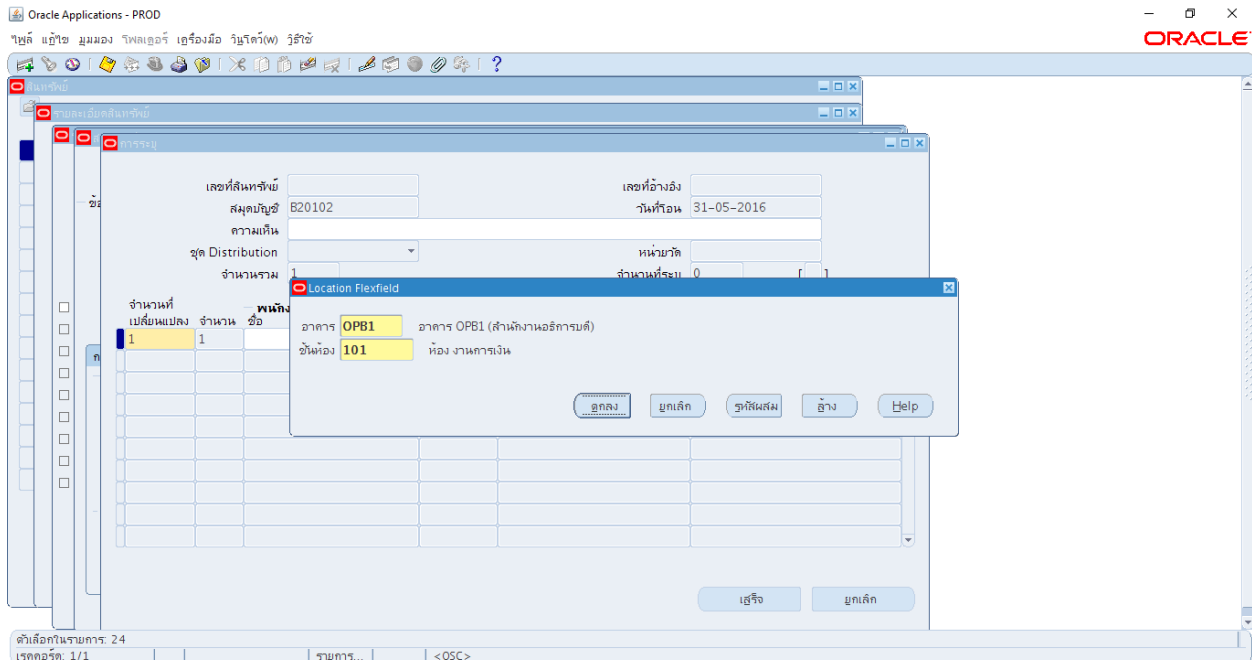 Oracle Applications - PROD
ไฟล์ แก้ไข มุมมอง โฟลเดอร์ เครื่องมือ วินโดว์(W) วิธีใช้
ORACLE
สินทรัพย์
รายละเอียดสินทรัพย์
การระบุ
เลขที่สินทรัพย์ เลขที่อ้างอิง
สมุดบัญชี B20102 วันที่โอน 31-05-2016
ความเห็น
ชุด Distribution หน่วยวัด
จำนวนรวม 1 จำนวนที่ระบุ 0 [ ]
Location Flexfield
จำนวนที่
เปลี่ยนแปลง จำนวน ชื่อ
1 1
อาคาร OPB1 อาคาร OPB1 (สำนักงานอธิการบดี)
ชั้นห้อง 101 ห้อง งานการเงิน
ตกลง ยกเลิก รหัสผสม ล้าง Help
เสร็จ ยกเลิก
ตัวเลือกในรายการ: 24
เรคคอร์ด: 1/1 รายการ... <OSC>